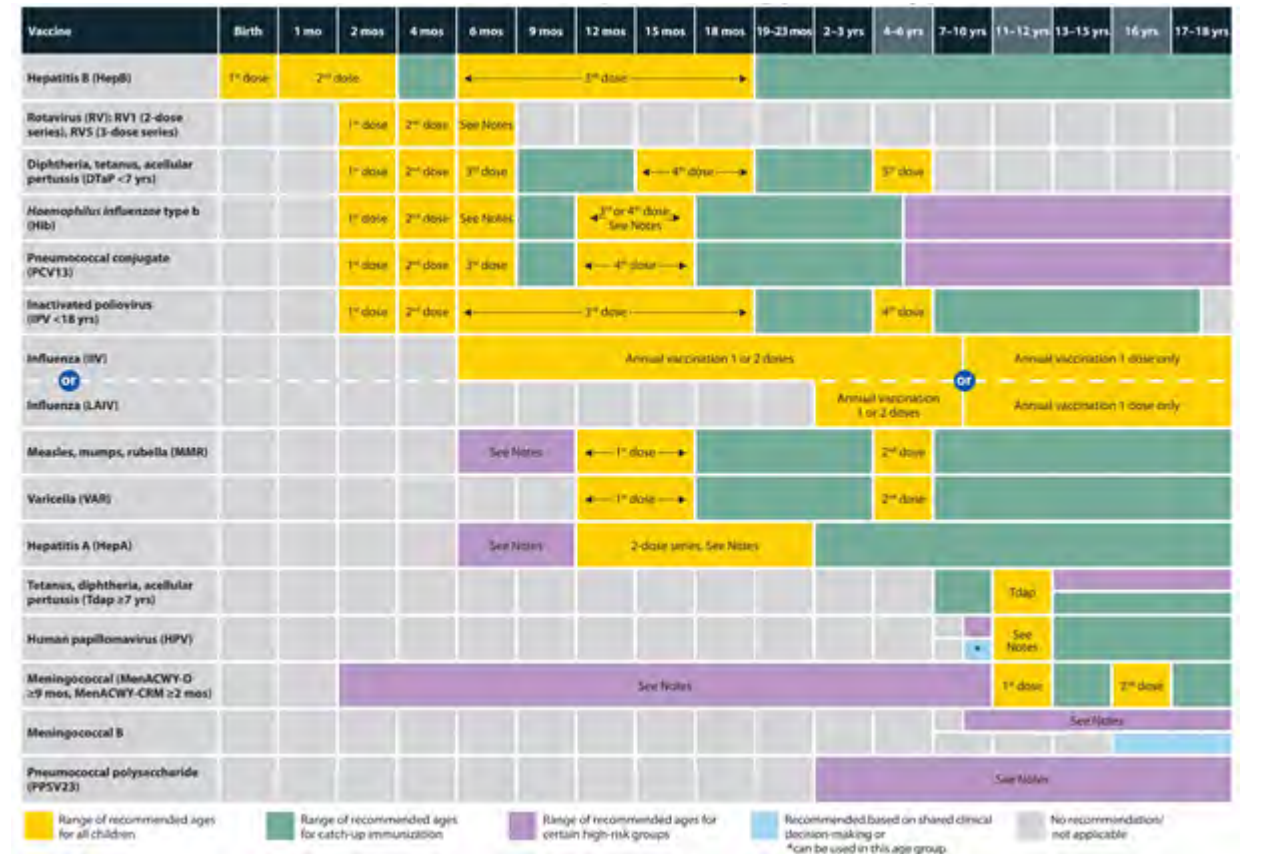 Vaccine Birth 1 mo 2 mos 4 mos 6 mos 9 mos 12 mos 15 mos 18 mos 19–23 mos 2–3 yrs 4–6 yrs 7–10 yrs 11–12 yrs 13–15 yrs 16 yrs 17–18 yrs
Hepatitis B (HepB) 1st dose 2nd dose 3rd dose
Rotavirus (RV): RV1 (2-dose
series), RV5 (3-dose series)
1st dose 2nd dose See Notes
Diphtheria, tetanus, acellular
pertussis (DTaP <7 yrs)
1st dose 2nd dose 3rd dose 4th dose 5th dose
Haemophilus influenzae type b
(Hib)
1st dose 2nd dose See Notes
3rd or 4th dose,
See Notes
Pneumococcal conjugate
(PCV13)
1st dose 2nd dose 3rd dose 4th dose
Inactivated poliovirus
(IPV <18 yrs)
1st dose 2nd dose 3rd dose 4th dose
Influenza (IIV) Annual vaccination 1 or 2 doses Annual vaccination 1 dose only
or or
Influenza (LAIV)
Annual vaccination
1 or 2 doses
Annual vaccination 1 dose only
Measles, mumps, rubella (MMR) See Notes 1st dose 2nd dose
Varicella (VAR) 1st dose 2nd dose
Hepatitis A (HepA) See Notes 2-dose series, See Notes
Tetanus, diphtheria, acellular
pertussis (Tdap ≥7 yrs)
Tdap
Human papillomavirus (HPV)
*
See
Notes
Meningococcal (MenACWY-D
≥9 mos, MenACWY-CRM ≥2 mos)
See Notes 1st dose 2nd dose
Meningococcal B See Notes
Pneumococcal polysaccharide
(PPSV23)
See Notes
Range of recommended ages
for all children
Range of recommended ages
for catch-up immunization
Range of recommended ages for
certain high-risk groups
Recommended based on shared clinical
decision-making or
*can be used in this age group
No recommendation/
not applicable